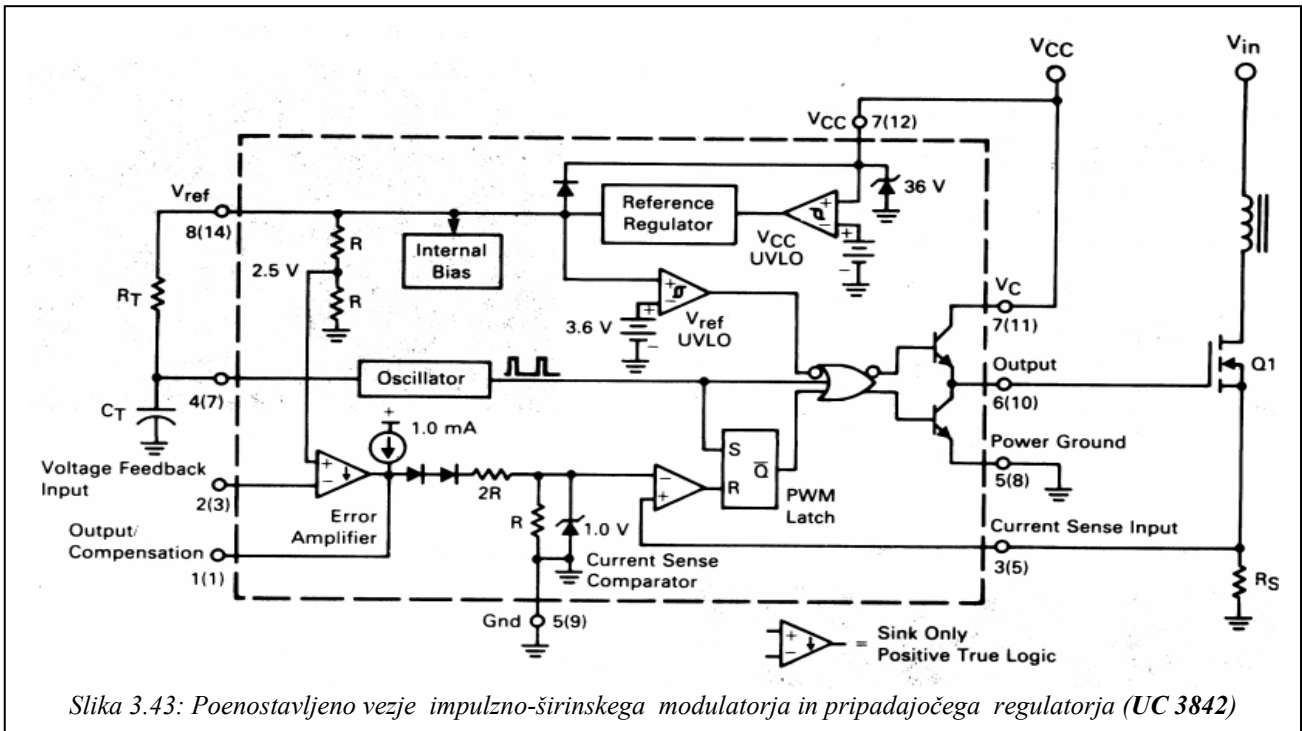 VCC
Vin
VCC 7(12)
Vref
8(14)
36 V
Reference
Regulator
VCC
UVLO
R
Internal
Bias
2.5 V
R
RT
3.6 V
Vref
UVLO
VC
7(11)
Oscillator
Output
6(10)
Q1
4(7)
CT
1.0 mA
Power Ground
5(8)
Voltage Feedback
Input
2(3)
S
Q̅
R
PWM
Latch
2R
Error
Amplifier
R
1.0 V
Current Sense
Comparator
Current Sense Input
3(5)
Output/
Compensation
1(1)
RS
Gnd 5(9)
= Sink Only
Positive True Logic
Slika 3.43: Poenostavljeno vezje impulzno-širinskega modulatorja in pripadajočega regulatorja (UC 3842)